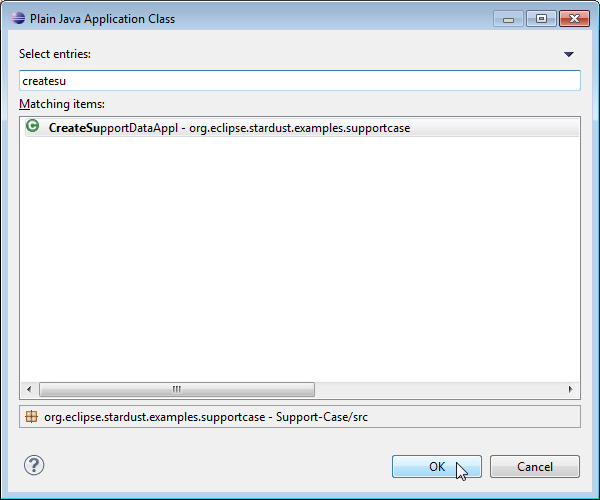 Plain Java Application Class
Select entries:
createsu
Matching items:
CreateSupportDataAppl - org.eclipse.stardust.examples.supportcase
org.eclipse.stardust.examples.supportcase - Support-Case/src
OK
Cancel